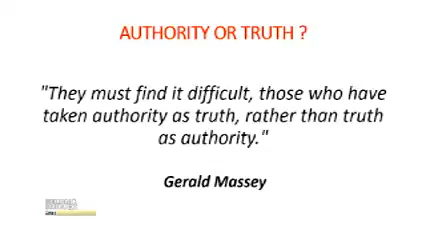 AUTHORITY OR TRUTH ?
"They must find it difficult, those who have
taken authority as truth, rather than truth
as authority."
Gerald Massey